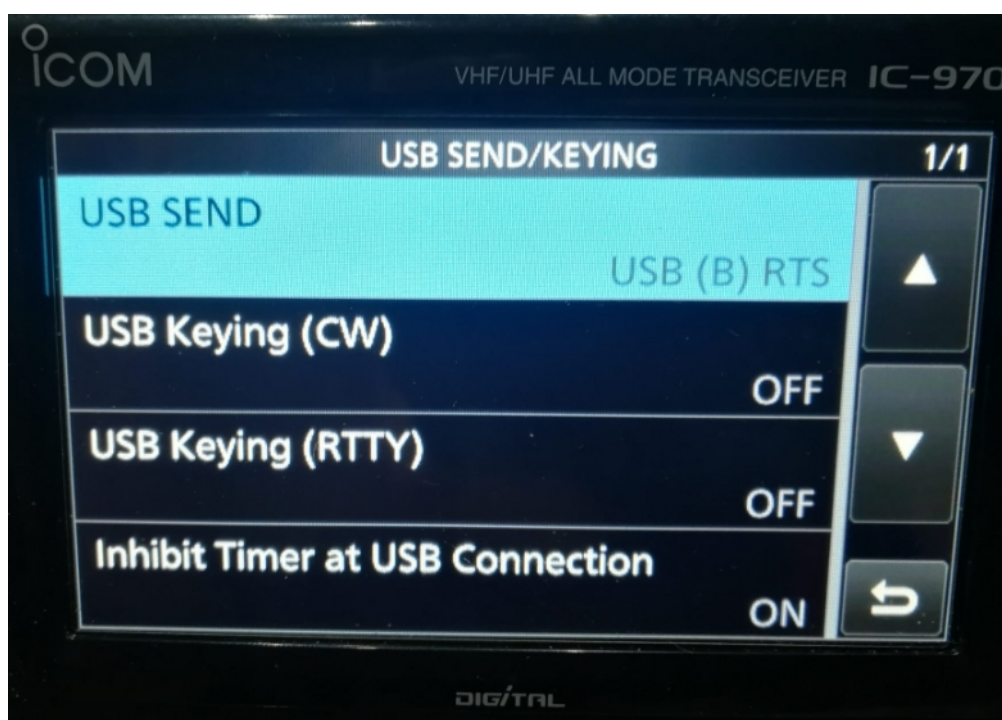 ICOM
VHF/UHF ALL MODE TRANSCEIVER IC-970
USB SEND/KEYING 1/1
USB SEND
USB (B) RTS
USB Keying (CW)
OFF
USB Keying (RTTY)
OFF
Inhibit Timer at USB Connection
ON
DIGITAL